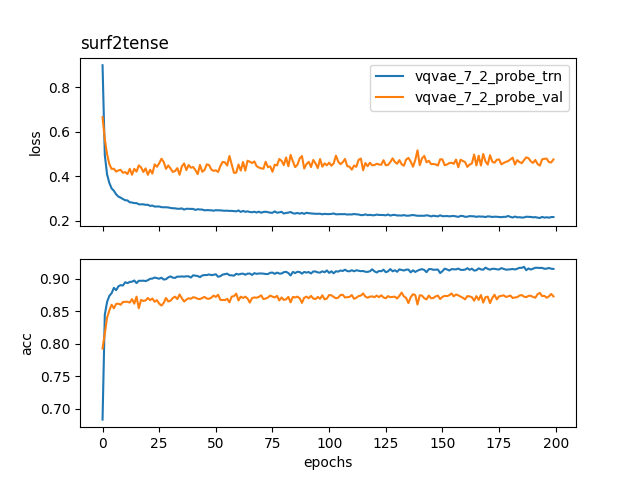 surf2tense
vqvae_7_2_probe_trn
vqvae_7_2_probe_val
loss
0.8
0.6
0.4
0.2
acc
0.90
0.85
0.80
0.75
0.70
0 25 50 75 100 125 150 175 200
epochs